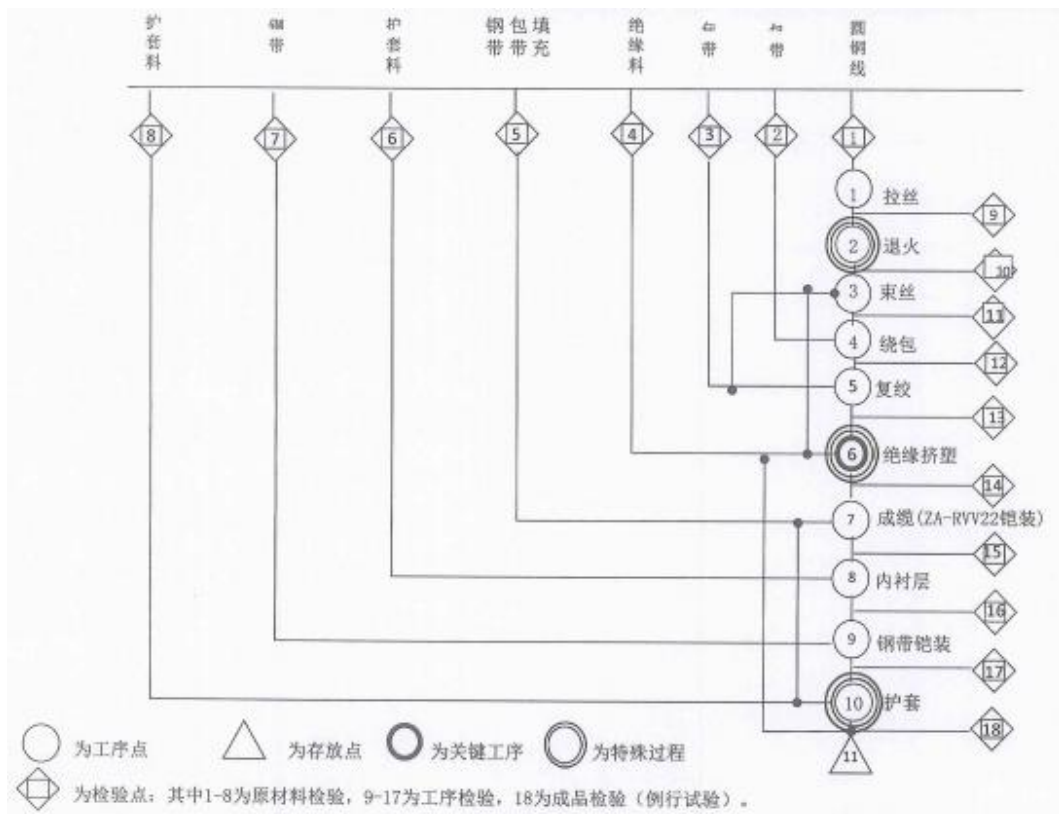 护套料
钢带
护套料
钢带 包带 填充
绝缘料
带
带
圆铜线
8
7
6
5
4
3
2
1
1 拉丝
9
2 退火
10
3 束丝
11
4 绕包
12
5 复绞
13
6 绝缘挤塑
14
7 成缆(ZA-RVV22铠装)
15
8 内衬层
16
9 钢带铠装
17
10 护套
18
11
为工序点
为存放点
为关键工序
为特殊过程
为检验点：其中1-8为原材料检验，9-17为工序检验，18为成品检验（例行试验）。